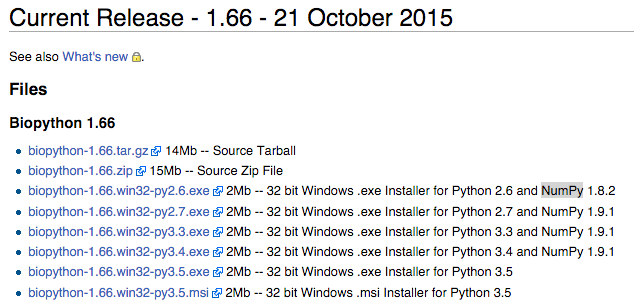 Current Release - 1.66 - 21 October 2015
See also What's new.
Files
Biopython 1.66
biopython-1.66.tar.gz 14Mb -- Source Tarball
biopython-1.66.zip 15Mb -- Source Zip File
biopython-1.66.win32-py2.6.exe 2Mb -- 32 bit Windows .exe Installer for Python 2.6 and NumPy 1.8.2
biopython-1.66.win32-py2.7.exe 2Mb -- 32 bit Windows .exe Installer for Python 2.7 and NumPy 1.9.1
biopython-1.66.win32-py3.3.exe 2Mb -- 32 bit Windows .exe Installer for Python 3.3 and NumPy 1.9.1
biopython-1.66.win32-py3.4.exe 2Mb -- 32 bit Windows .exe Installer for Python 3.4 and NumPy 1.9.1
biopython-1.66.win32-py3.5.exe 2Mb -- 32 bit Windows .exe Installer for Python 3.5
biopython-1.66.win32-py3.5.msi 2Mb -- 32 bit Windows .msi Installer for Python 3.5